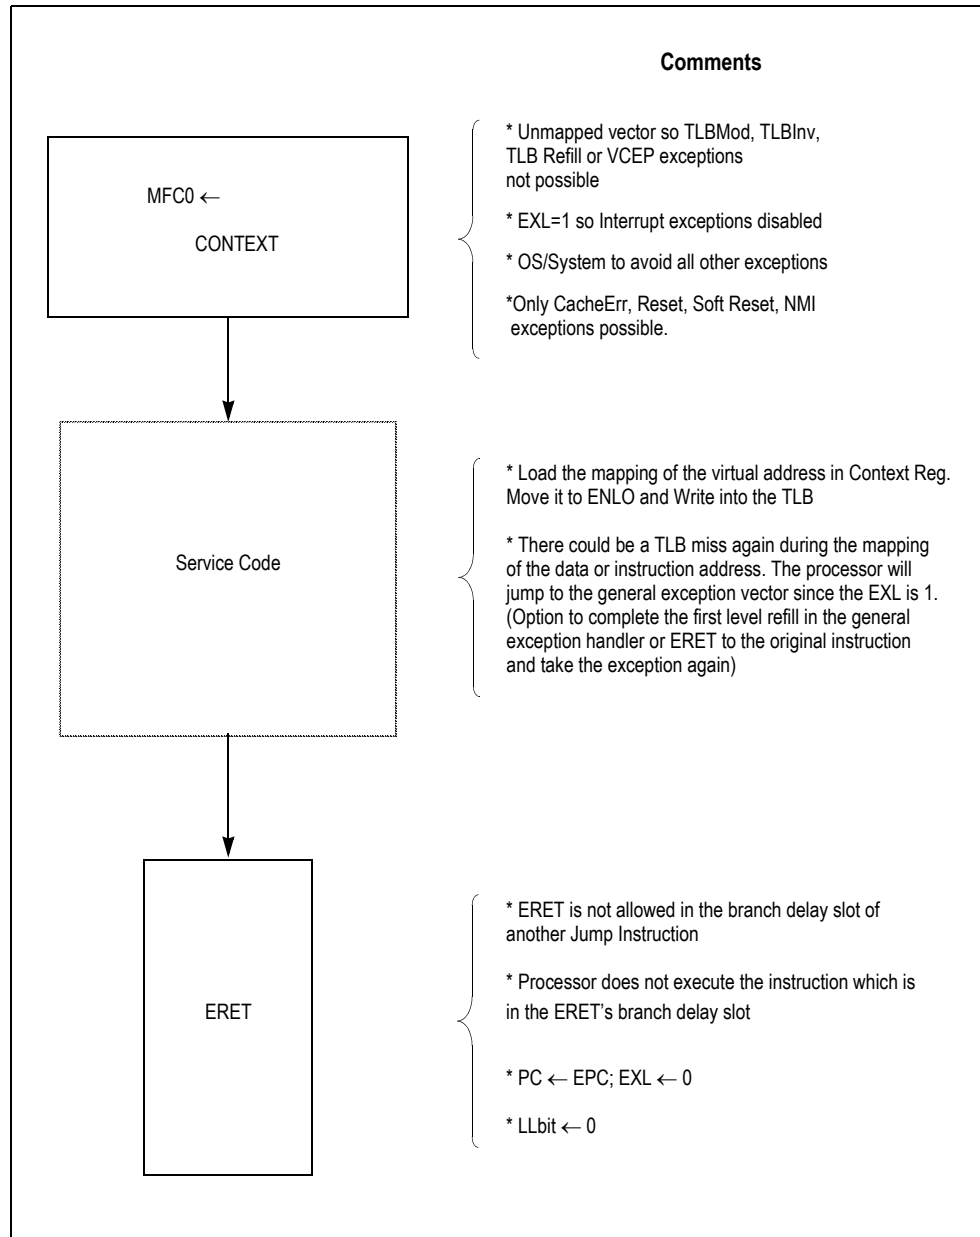 Comments
MFC0 ←
CONTEXT
* Unmapped vector so TLBMod, TLBInv,
TLB Refill or VCEP exceptions
not possible
* EXL=1 so Interrupt exceptions disabled
* OS/System to avoid all other exceptions
*Only CacheErr, Reset, Soft Reset, NMI
exceptions possible.
Service Code
* Load the mapping of the virtual address in Context Reg.
Move it to ENLO and Write into the TLB
* There could be a TLB miss again during the mapping
of the data or instruction address. The processor will
jump to the general exception vector since the EXL is 1.
(Option to complete the first level refill in the general
exception handler or ERET to the original instruction
and take the exception again)
ERET
* ERET is not allowed in the branch delay slot of
another Jump Instruction
* Processor does not execute the instruction which is
in the ERET’s branch delay slot
* PC ← EPC; EXL ← 0
* LLbit ← 0